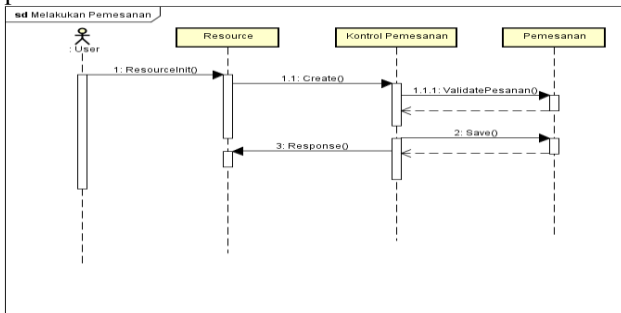 sd Melakukan Pemesanan
: User
Resource
Kontrol Pemesanan
Pemesanan
1: ResourceInit()
1.1: Create()
1.1.1: ValidatePesanan()
2: Save()
3: Response()